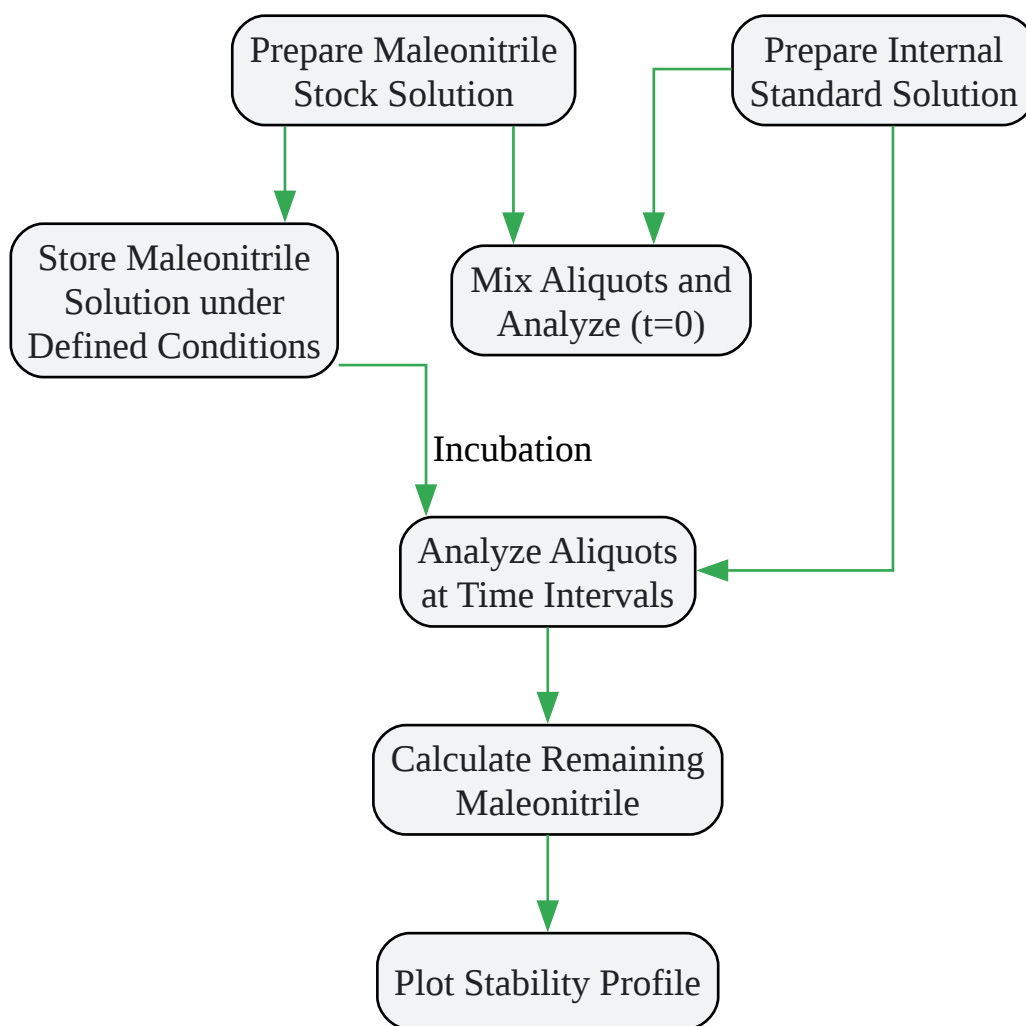 Prepare Maleonitrile
Stock Solution
Prepare Internal
Standard Solution
Store Maleonitrile
Solution under
Defined Conditions
Mix Aliquots and
Analyze (t=0)
Incubation
Analyze Aliquots
at Time Intervals
Calculate Remaining
Maleonitrile
Plot Stability Profile